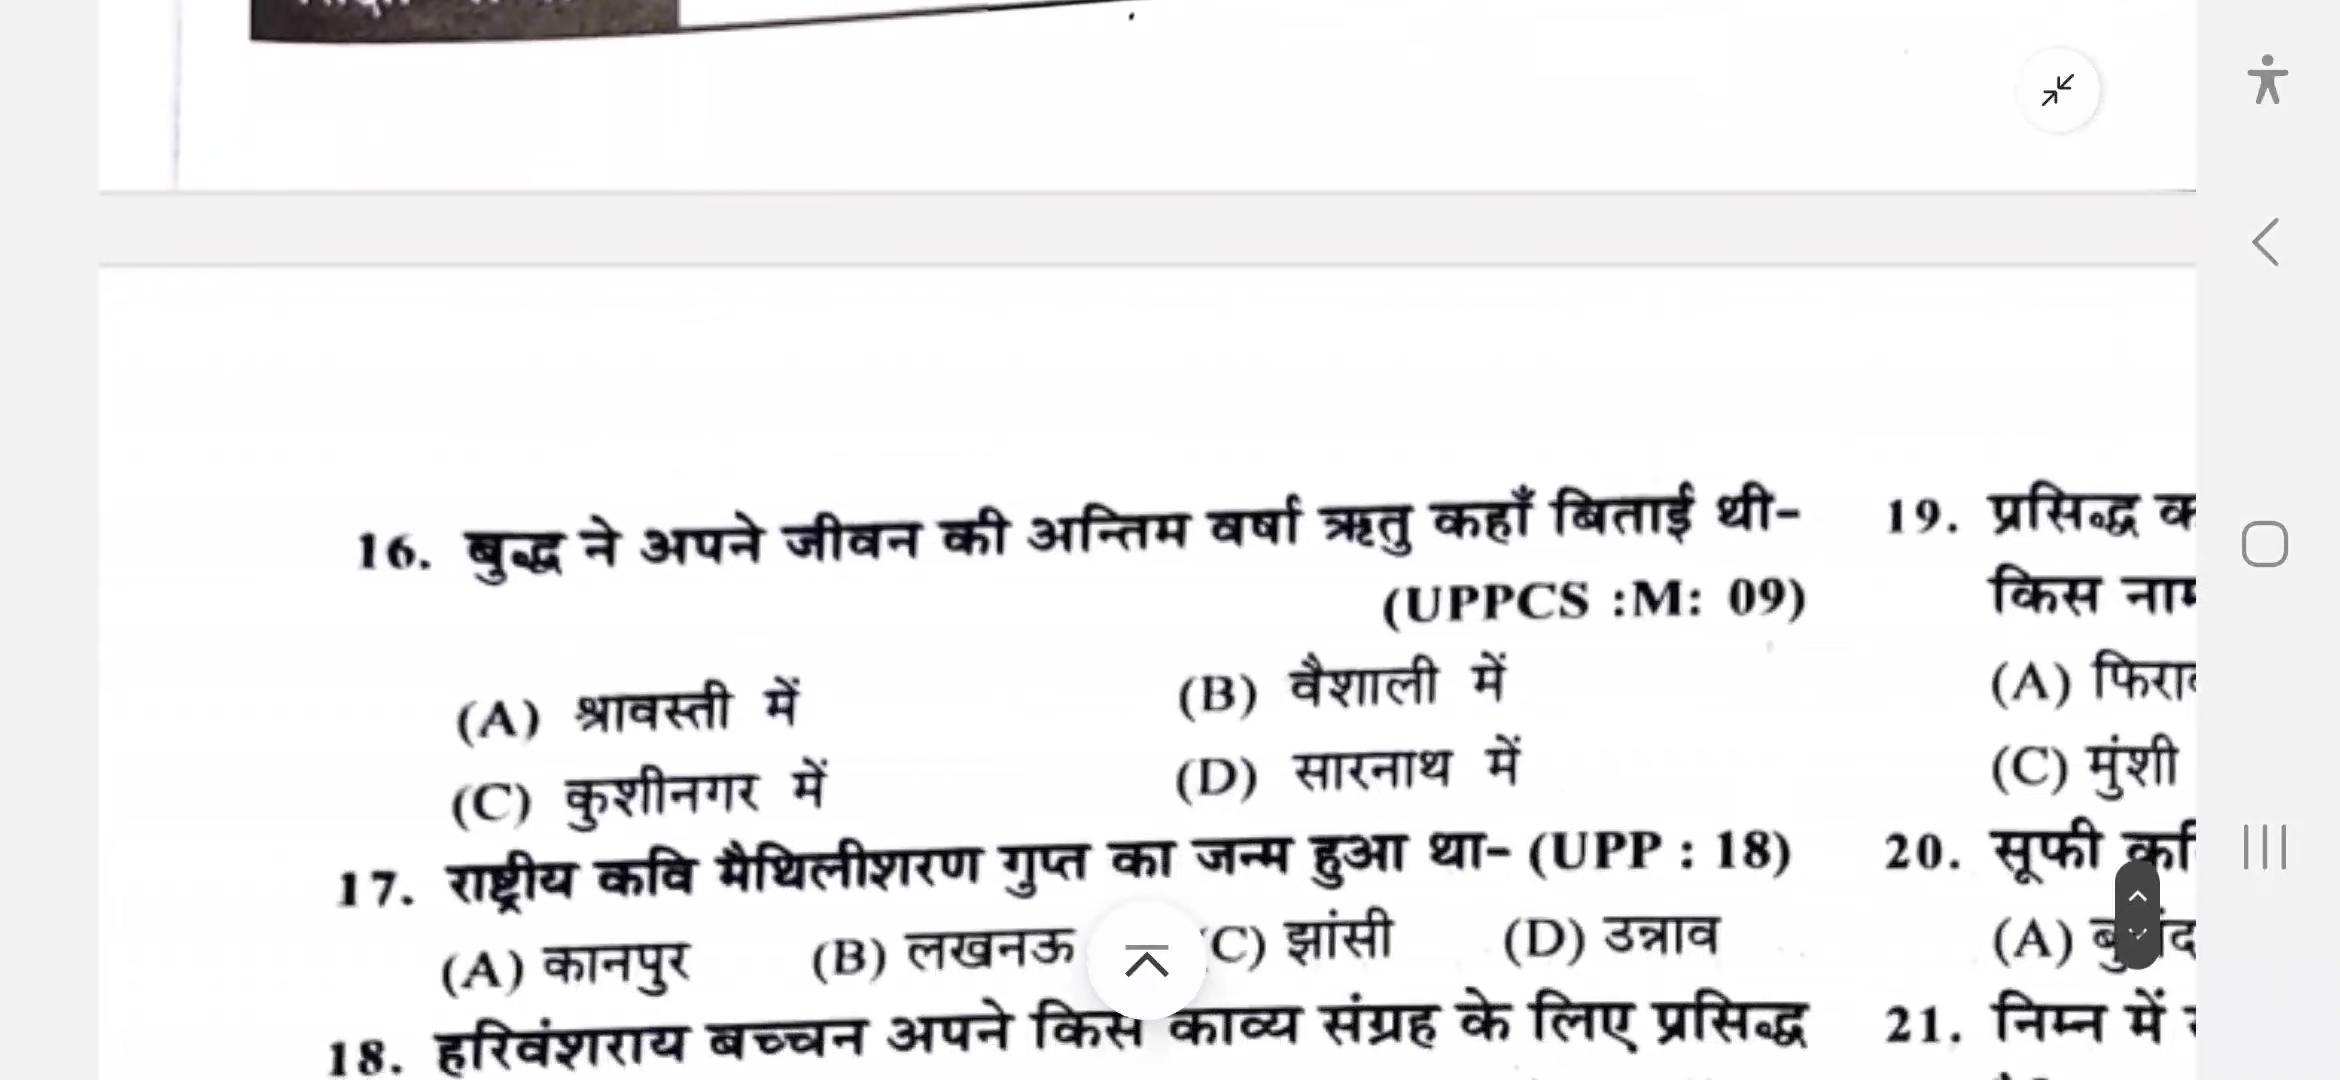 16. बुद्ध ने अपने जीवन की अन्तिम वर्षा ऋतु कहाँ बिताई थी-
(UPPCS :M: 09)
(A) श्रावस्ती में (B) वैशाली में
(C) कुशीनगर में (D) सारनाथ में
17. राष्ट्रीय कवि मैथिलीशरण गुप्त का जन्म हुआ था- (UPP : 18)
(A) कानपुर (B) लखनऊ C) झांसी (D) उन्नाव
18. हरिवंशराय बच्चन अपने किस काव्य संग्रह के लिए प्रसिद्ध
19. प्रसिद्ध
किस
(A)
(C) मुंशी
20. सूफी
(A)
21. निम्न में